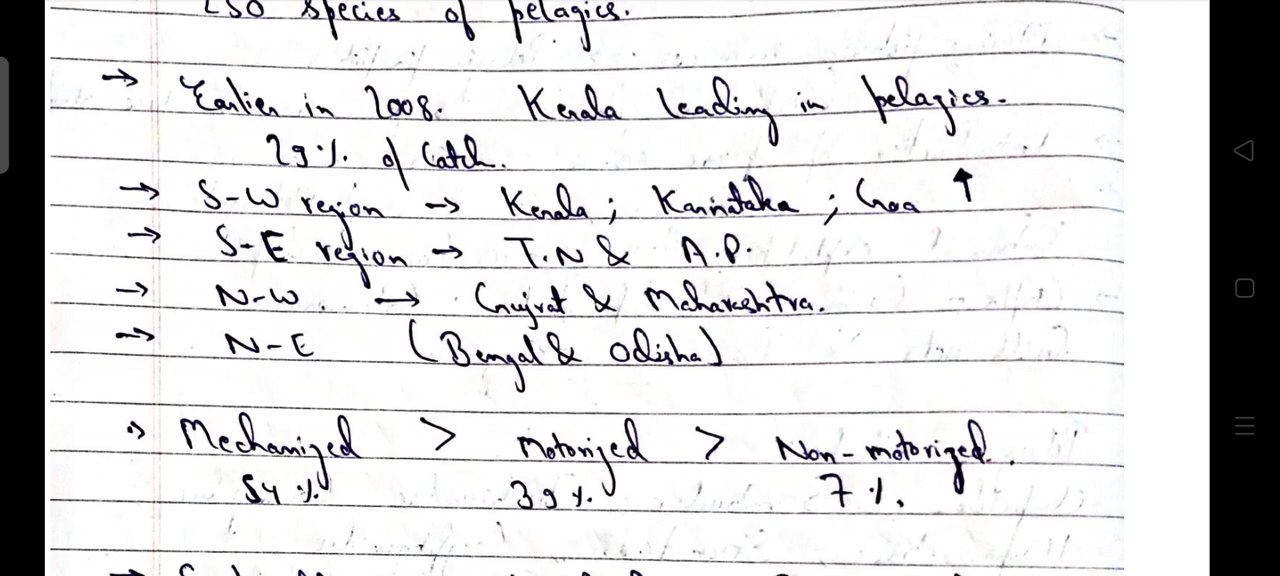 250 species of pelagics.
→ Earlier in 2008. Kerala leading in pelagics.
29 % of Catch.
→ S-W region → Kerala ; Karnataka ; Goa ↑
→ S-E region → T.N & A.P.
→ N-W. → Gujrat & Maharashtra.
→ N-E (Bengal & Odisha)
⇒ Mechanized > Motorized > Non-motorized.
54 % 39 % 7 %.